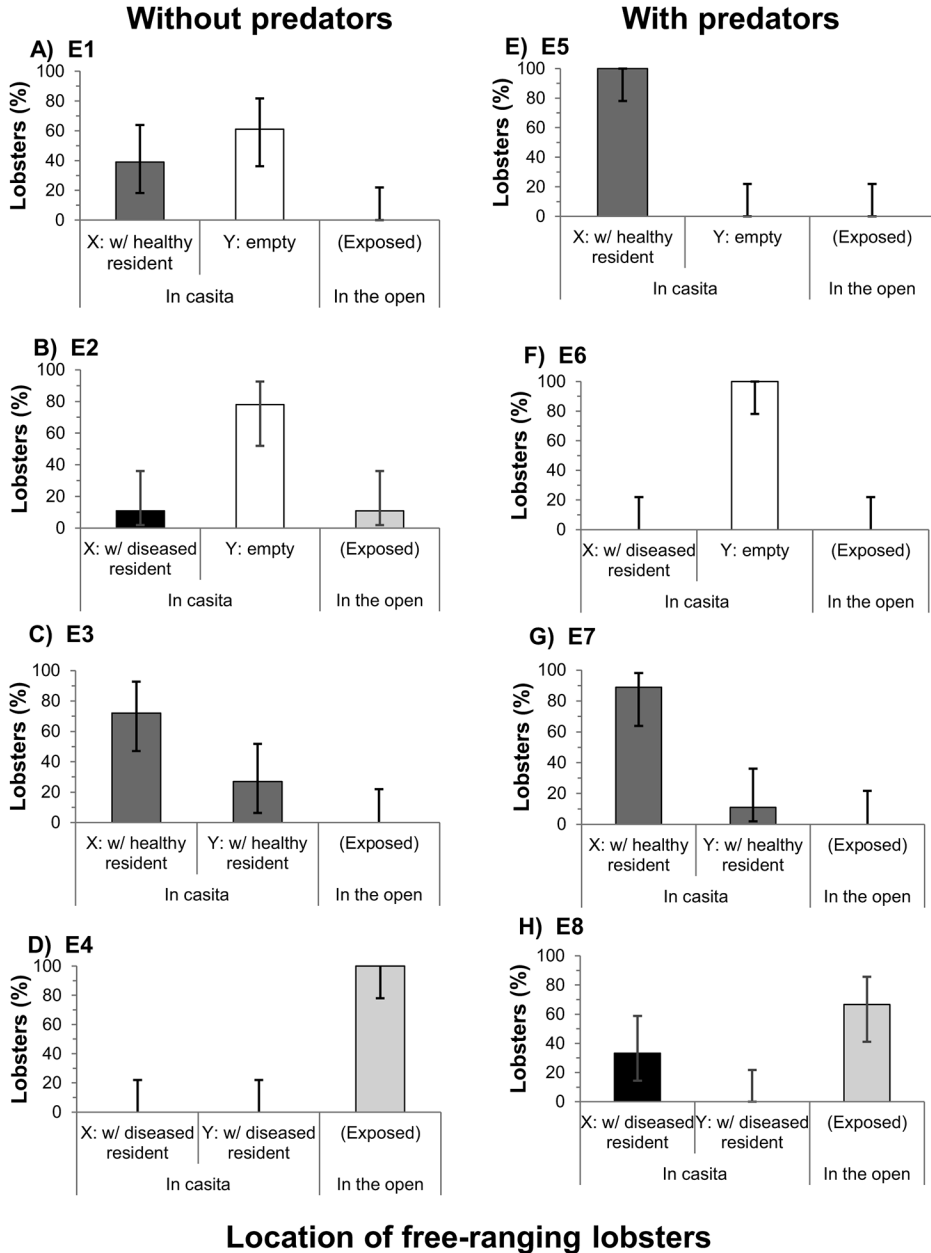 Without predators
With predators
A) E1
Lobsters (%)
100
80
60
40
20
0
X: w/ healthy
resident
Y: empty
(Exposed)
In casita
In the open
E) E5
Lobsters (%)
100
80
60
40
20
0
X: w/ healthy
resident
Y: empty
(Exposed)
In casita
In the open
B) E2
Lobsters (%)
100
80
60
40
20
0
X: w/ diseased
resident
Y: empty
(Exposed)
In casita
In the open
F) E6
Lobsters (%)
100
80
60
40
20
0
X: w/ diseased
resident
Y: empty
(Exposed)
In casita
In the open
C) E3
Lobsters (%)
100
80
60
40
20
0
X: w/ healthy
resident
Y: w/ healthy
resident
(Exposed)
In casita
In the open
G) E7
Lobsters (%)
100
80
60
40
20
0
X: w/ healthy
resident
Y: w/ healthy
resident
(Exposed)
In casita
In the open
D) E4
Lobsters (%)
100
80
60
40
20
0
X: w/ diseased
resident
Y: w/ diseased
resident
(Exposed)
In casita
In the open
H) E8
Lobsters (%)
100
80
60
40
20
0
X: w/ diseased
resident
Y: w/ diseased
resident
(Exposed)
In casita
In the open
Location of free-ranging lobsters